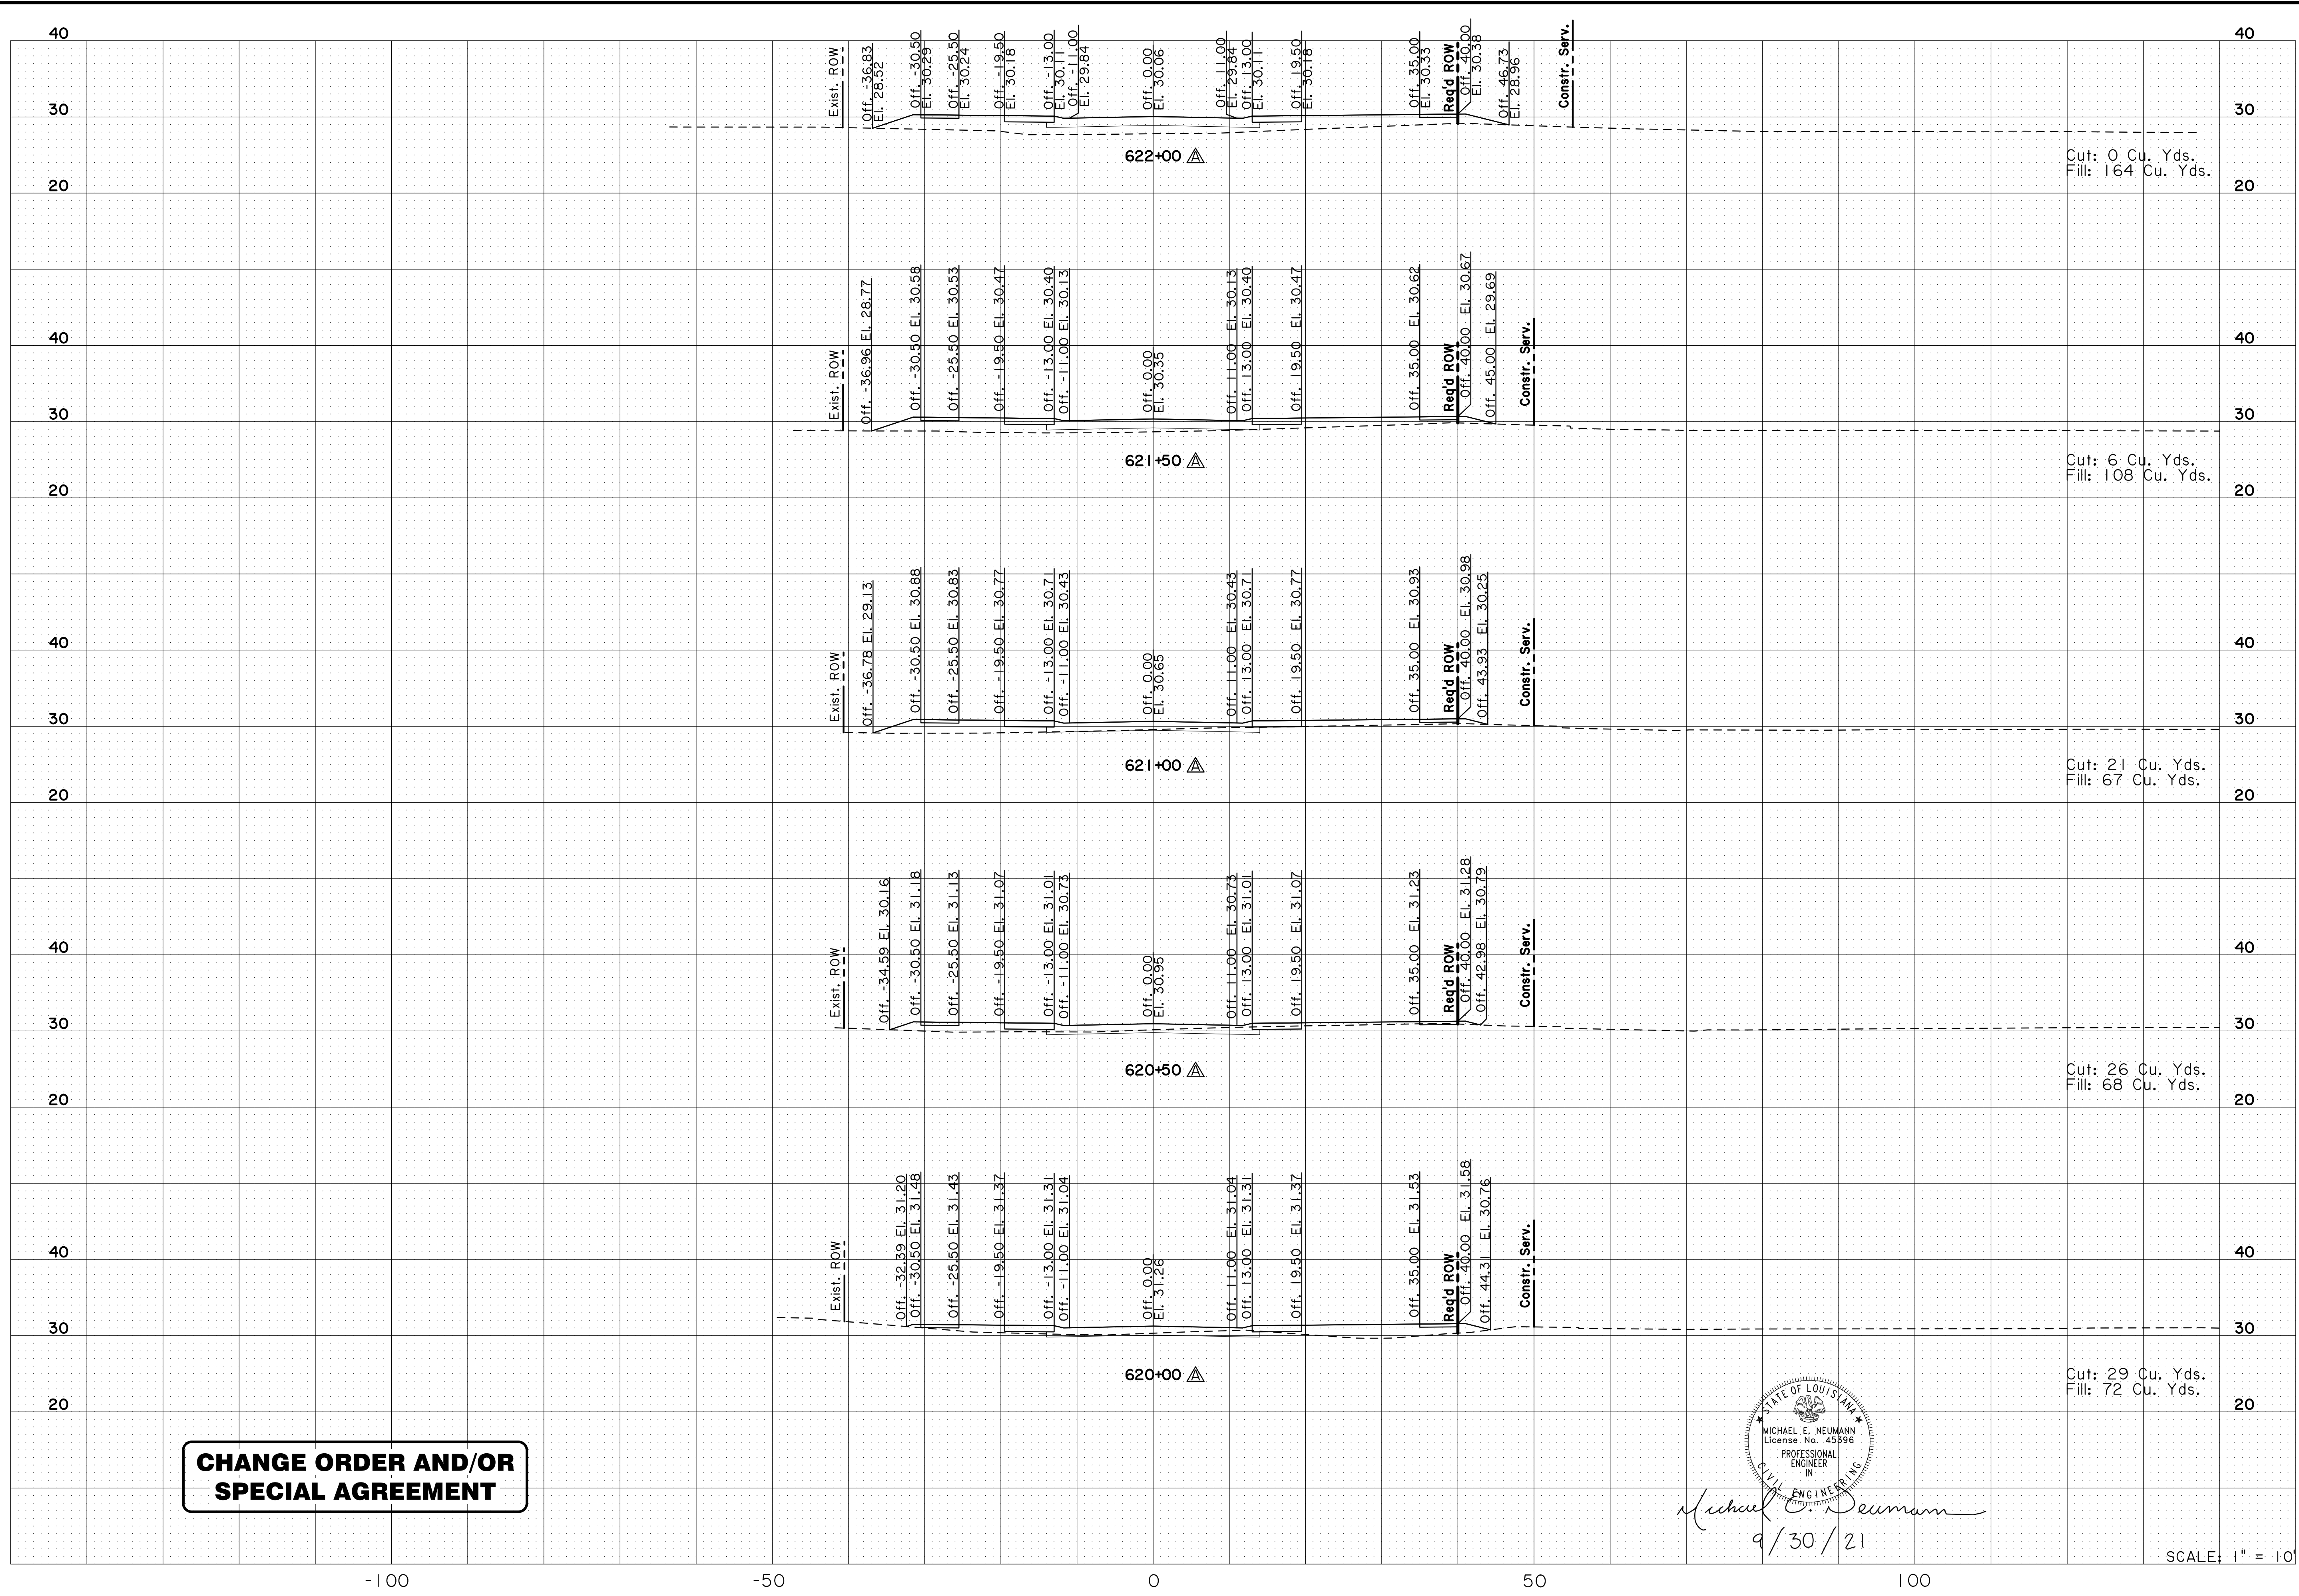 40
40
Exist. ROW
Off. -36.83
El. 28.52
Off. -30.50
El. 30.29
Off. -25.50
El. 30.24
Off. -19.50
El. 30.18
Off. -13.00
El. 30.11
Off. -11.00
El. 29.84
Off. 0.00
El. 30.06
Off. 11.00
El. 29.84
Off. 13.00
El. 30.11
Off. 19.50
El. 30.18
Off. 35.00
El. 30.33
Req'd ROW
Off. 40.00
El. 30.38
Off. 46.73
El. 28.96
Constr. Serv.
30
30
622+00 A
Cut: 0 Cu. Yds.
Fill: 164 Cu. Yds.
20
20
Exist. ROW
Off. -36.96 El. 28.77
Off. -30.50 El. 30.58
Off. -25.50 El. 30.53
Off. -19.50 El. 30.47
Off. -13.00 El. 30.40
Off. -11.00 El. 30.13
Off. 0.00
El. 30.35
Off. 11.00 El. 30.13
Off. 13.00 El. 30.40
Off. 19.50 El. 30.47
Off. 35.00 El. 30.62
Req'd ROW
Off. 40.00 El. 30.67
Off. 45.00 El. 29.69
Constr. Serv.
40
40
30
30
621+50 A
Cut: 6 Cu. Yds.
Fill: 108 Cu. Yds.
20
20
Exist. ROW
Off. -36.78 El. 29.13
Off. -30.50 El. 30.88
Off. -25.50 El. 30.83
Off. -19.50 El. 30.77
Off. -13.00 El. 30.71
Off. -11.00 El. 30.43
Off. 0.00
El. 30.65
Off. 11.00 El. 30.43
Off. 13.00 El. 30.71
Off. 19.50 El. 30.77
Off. 35.00 El. 30.93
Req'd ROW
Off. 40.00 El. 30.98
Off. 43.93 El. 30.25
Constr. Serv.
40
40
30
30
621+00 A
Cut: 21 Cu. Yds.
Fill: 67 Cu. Yds.
20
20
Exist. ROW
Off. -34.59 El. 30.16
Off. -30.50 El. 31.18
Off. -25.50 El. 31.13
Off. -19.50 El. 31.07
Off. -13.00 El. 31.01
Off. -11.00 El. 30.73
Off. 0.00
El. 30.95
Off. 11.00 El. 30.73
Off. 13.00 El. 31.01
Off. 19.50 El. 31.07
Off. 35.00 El. 31.23
Req'd ROW
Off. 40.00 El. 31.28
Off. 42.98 El. 30.79
Constr. Serv.
40
40
30
30
620+50 A
Cut: 26 Cu. Yds.
Fill: 68 Cu. Yds.
20
20
Exist. ROW
Off. -32.39 El. 31.20
Off. -30.50 El. 31.48
Off. -25.50 El. 31.43
Off. -19.50 El. 31.37
Off. -13.00 El. 31.31
Off. -11.00 El. 31.04
Off. 0.00
El. 31.26
Off. 11.00 El. 31.04
Off. 13.00 El. 31.31
Off. 19.50 El. 31.37
Off. 35.00 El. 31.53
Req'd ROW
Off. 40.00 El. 31.58
Off. 44.31 El. 30.76
Constr. Serv.
40
40
30
30
620+00 A
Cut: 29 Cu. Yds.
Fill: 72 Cu. Yds.
20
20
CHANGE ORDER AND/OR
SPECIAL AGREEMENT
STATE OF LOUISIANA
MICHAEL E. NEUMANN
License No. 45396
PROFESSIONAL
ENGINEER
IN
CIVIL ENGINEERING
Michael E. Neumann
9/30/21
SCALE: 1" = 10'
-100
-50
0
50
100